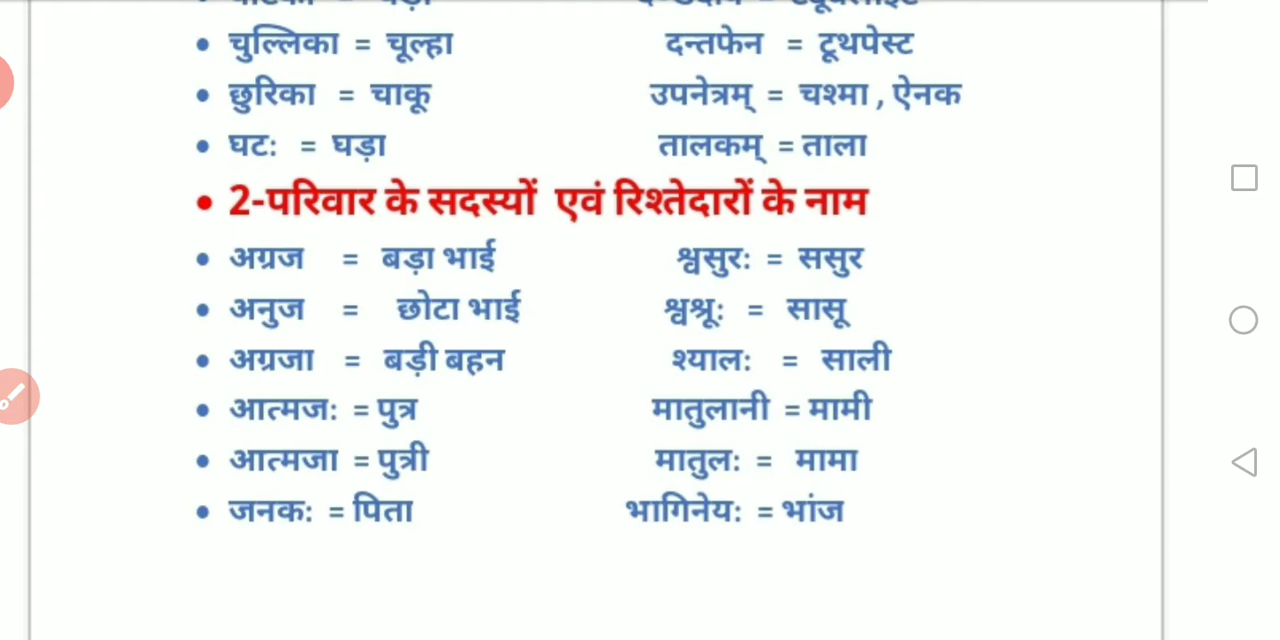 चुल्लिका = चूल्हा दन्तफेन = टूथपेस्ट
छुरिका = चाकू उपनेत्रम् = चश्मा , ऐनक
घट: = घड़ा तालकम् = ताला
2-परिवार के सदस्यों एवं रिश्तेदारों के नाम
अग्रज = बड़ा भाई श्वसुर: = ससुर
अनुज = छोटा भाई श्वश्रू: = सासू
अग्रजा = बड़ी बहन श्याल: = साली
आत्मज: = पुत्र मातुलानी = मामी
आत्मजा = पुत्री मातुल: = मामा
जनक: = पिता भागिनेय: = भांज